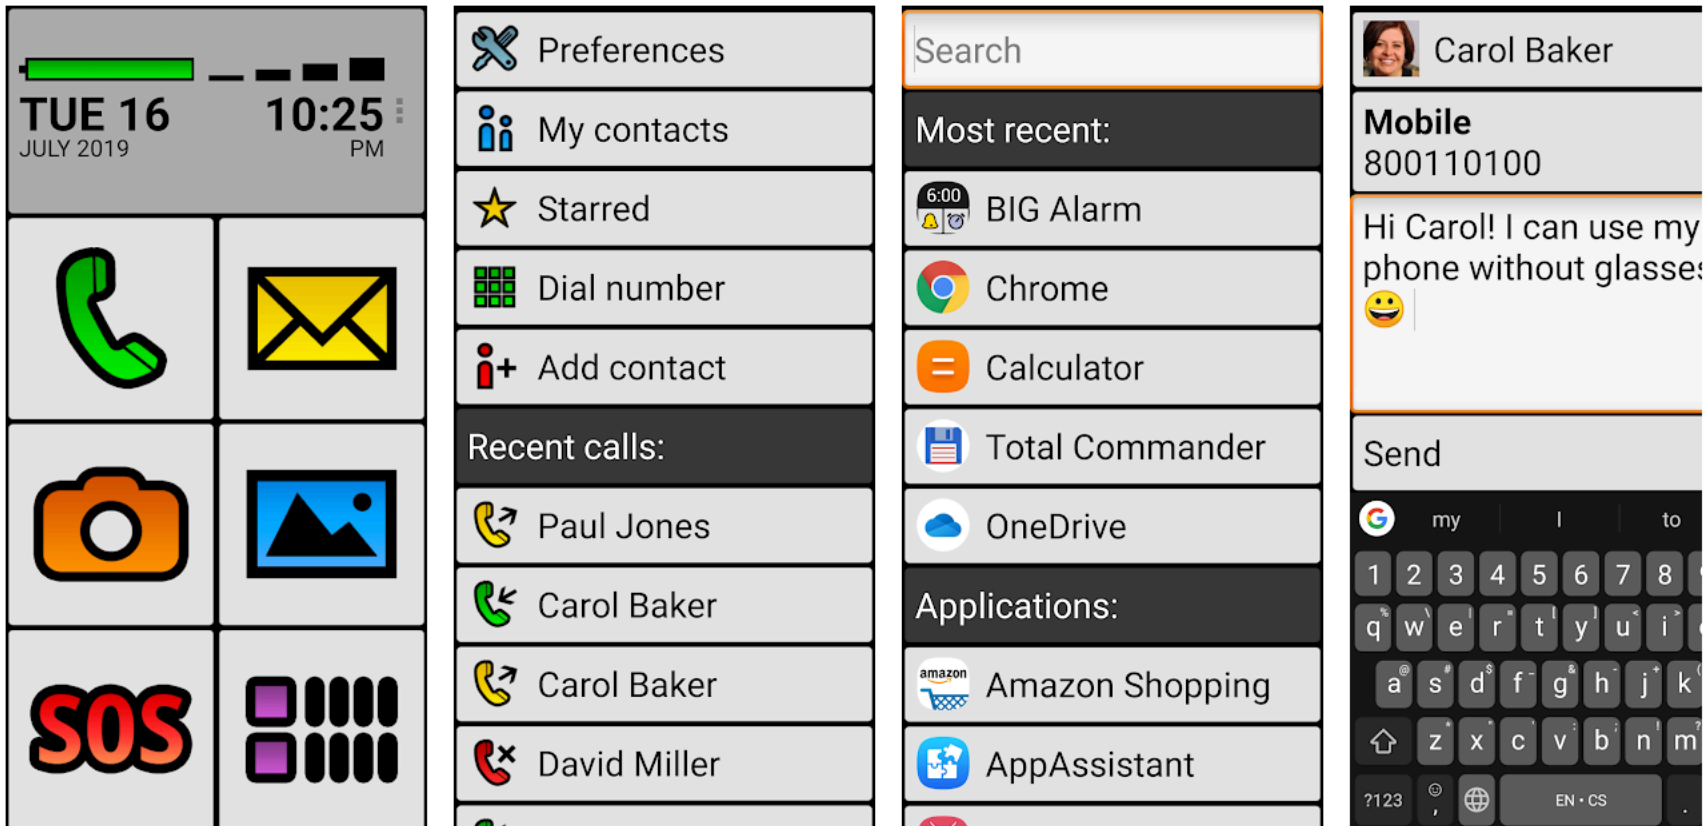 TUE 16
10:25
JULY 2019
PM
SOS
Preferences
My contacts
Starred
Dial number
Add contact
Recent calls:
Paul Jones
Carol Baker
Carol Baker
David Miller
Search
Most recent:
6:00
BIG Alarm
Chrome
Calculator
Total Commander
OneDrive
Applications:
amazon
Amazon Shopping
AppAssistant
Carol Baker
Mobile
800110100
Hi Carol! I can use my
phone without glasses
Send
G my I to
1 2 3 4 5 6 7 8
q w e r t y u i
a s d f g h j k
z x c v b n m
?123 , EN • CS .